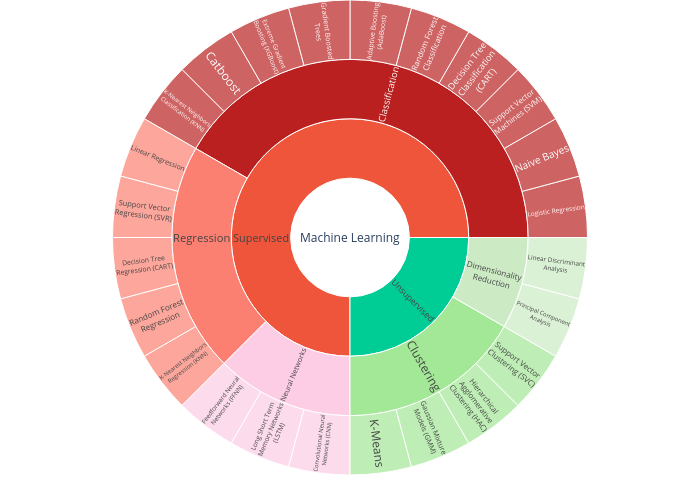 Machine Learning
Supervised
Unsupervised
Classification
Regression
Neural Networks
Clustering
Dimensionality
Reduction
Logistic Regression
Naive Bayes
Support Vector
Machines (SVM)
Decision Tree
Classification
(CART)
Random Forest
Classification
Adaptive Boosting
(AdaBoost)
Gradient Boosted
Trees
Extreme Gradient
Boosting (XGBoost)
Catboost
K-Nearest Neighbors
Classification (KNN)
Linear Regression
Support Vector
Regression (SVR)
Decision Tree
Regression (CART)
Random Forest
Regression
K-Nearest Neighbors
Regression (KNN)
Feedforward Neural
Networks (FFNN)
Long Short Term
Memory Networks
(LSTM)
Convolutional Neural
Networks (CNN)
K-Means
Gaussian Mixture
Models (GMM)
Hierarchical
Agglomerative
Clustering (HAC)
Support Vector
Clustering (SVC)
Principal Component
Analysis
Linear Discriminant
Analysis